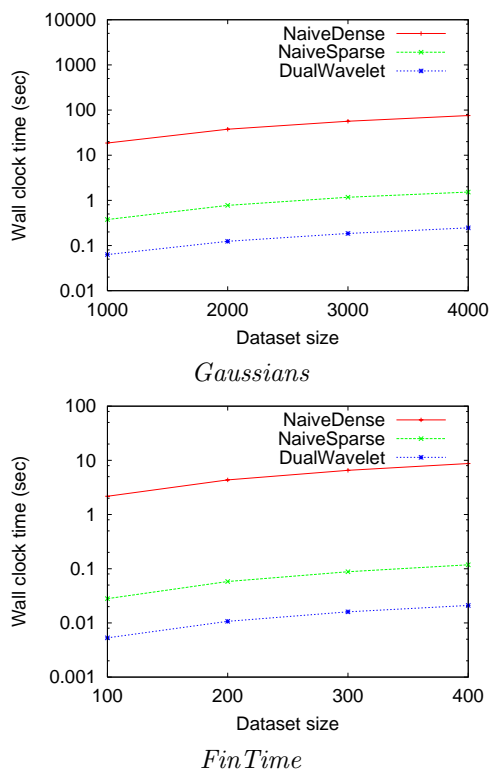 10000
1000
100
10
1
0.1
0.01
Wall clock time (sec)
NaiveDense
NaiveSparse
DualWavelet
1000 2000 3000 4000
Dataset size
Gaussians
100
10
1
0.1
0.01
0.001
Wall clock time (sec)
NaiveDense
NaiveSparse
DualWavelet
100 200 300 400
Dataset size
FinTime